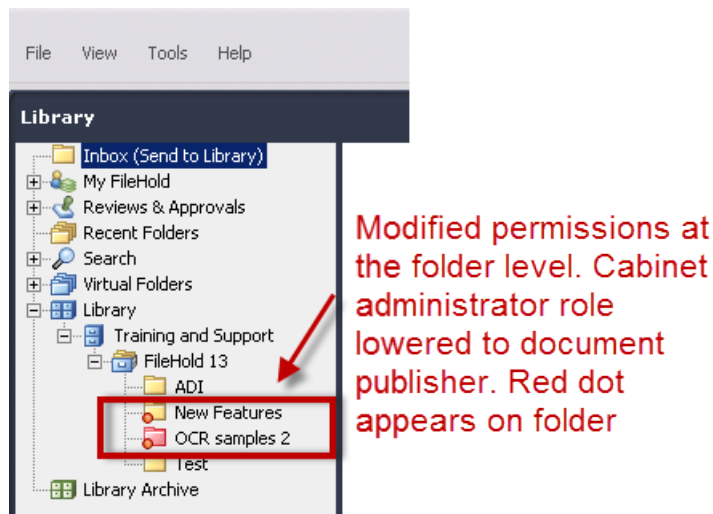 File View Tools Help
Library
Inbox (Send to Library)
My FileHold
Reviews & Approvals
Recent Folders
Search
Virtual Folders
Library
Training and Support
FileHold 13
ADI
New Features
OCR samples 2
Test
Library Archive
Modified permissions at
the folder level. Cabinet
administrator role
lowered to document
publisher. Red dot
appears on folder